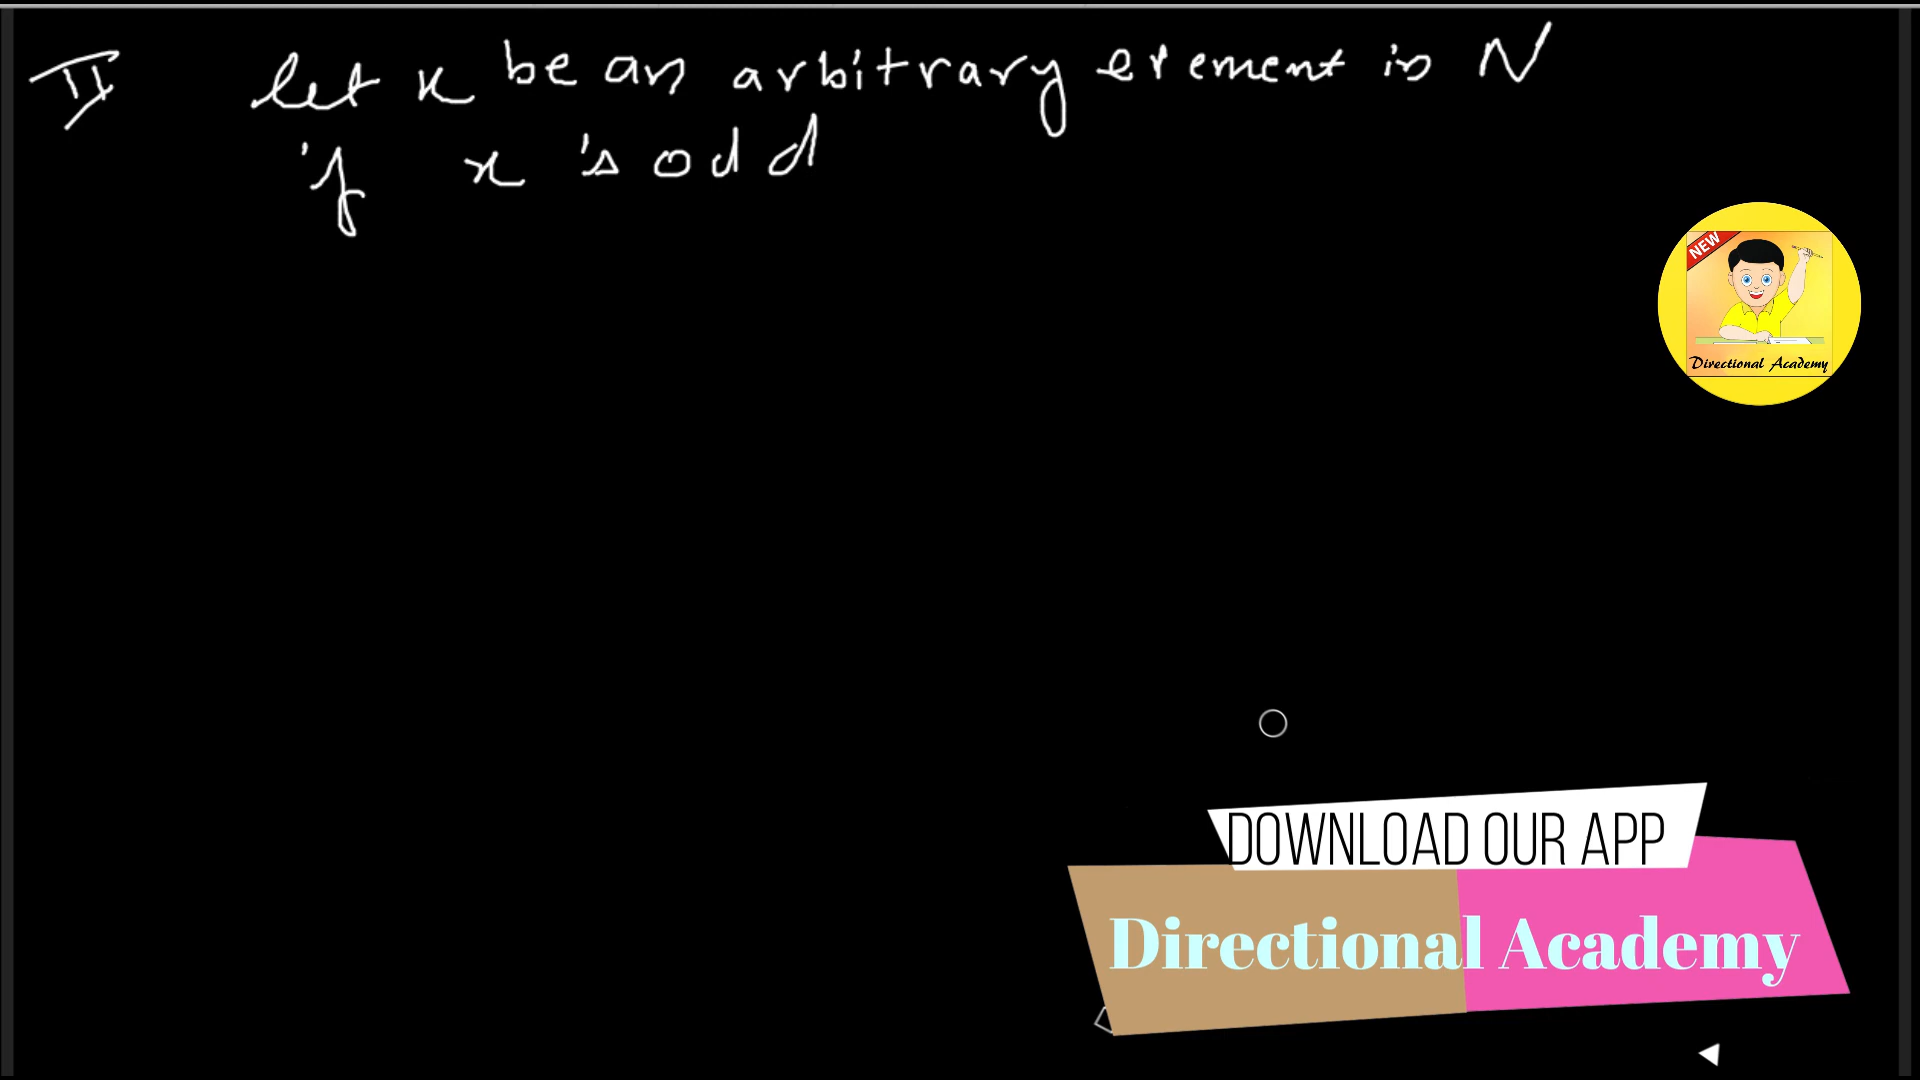 II let x be an arbitrary element in N
if x is odd
NEW
Directional Academy
DOWNLOAD OUR APP
Directional Academy